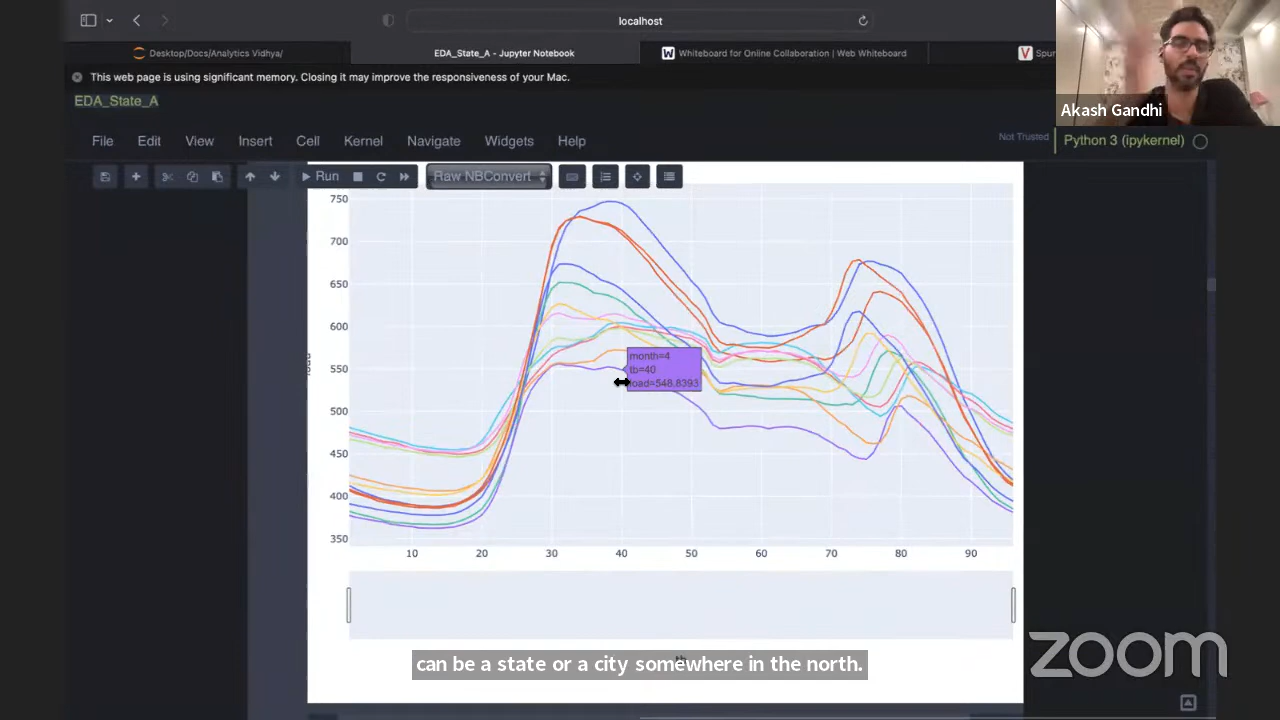 localhost
Desktop/Docs/Analytics Vidhya/
EDA_State_A - Jupyter Notebook
Whiteboard for Online Collaboration | Web Whiteboard
Spur
This web page is using significant memory. Closing it may improve the responsiveness of your Mac.
Akash Gandhi
EDA_State_A
File Edit View Insert Cell Kernel Navigate Widgets Help
Not Trusted
Python 3 (ipykernel)
Run
Raw NBConvert
750
700
650
600
550
500
450
400
350
month=4
tb=40
load=548.8393
10 20 30 40 50 60 70 80 90
can be a state or a city somewhere in the north.
zoom